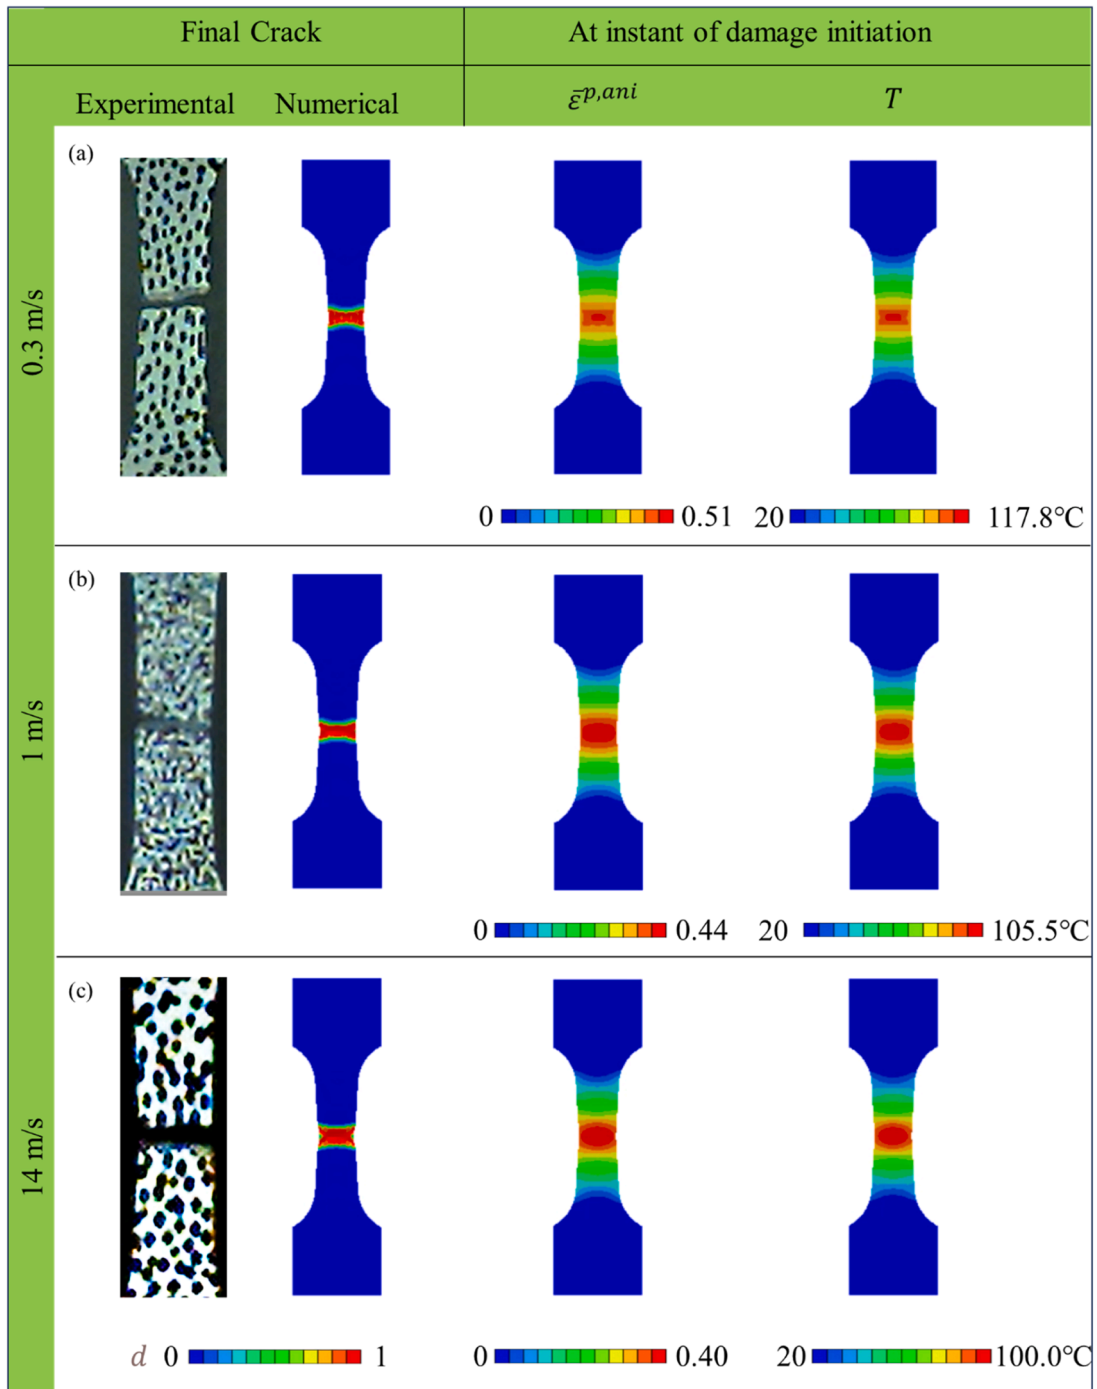 Final Crack
At instant of damage initiation
Experimental
Numerical
ε̄^{p,ani}
T
0.3 m/s
(a)
0 0.51
20 117.8℃
1 m/s
(b)
0 0.44
20 105.5℃
14 m/s
(c)
d 0 1
0 0.40
20 100.0℃